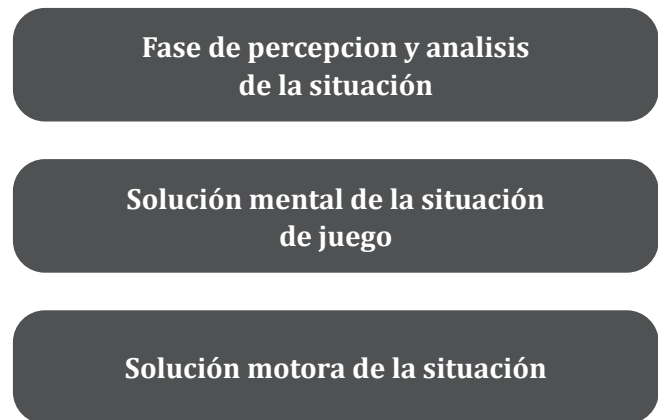 Fase de percepcion y analisis
de la situación
Solución mental de la situación
de juego
Solución motora de la situación